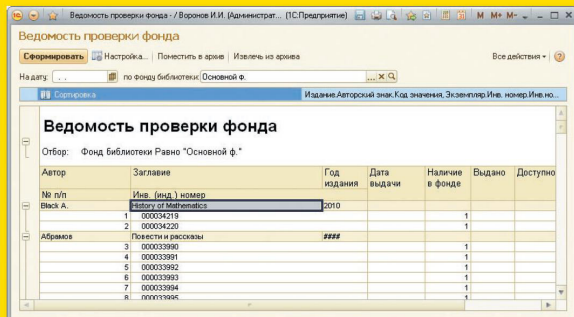 Ведомость проверки фонда - / Воронов И.И. (Администрат... (1С:Предприятие) M M+ M-
Ведомость проверки фонда
Сформировать Настройка... Поместить в архив Извлечь из архива Все действия
На дату: . . по фонду библиотеки: Основной ф. ...
Сортировка Издание.Авторский знак.Код значения, Экземпляр.Инв. номер.Инв.но...
Ведомость проверки фонда
Отбор: Фонд библиотеки Равно "Основной ф."
Автор Заглавие Год издания Дата выдачи Наличие в фонде Выдано Доступно
№ п/п Инв. (инд.) номер
Black A. History of Mathematics 2010
1 000034219 1
2 000034220 1
Абрамов Повести и рассказы ####
3 000033990 1
4 000033991 1
5 000033992 1
6 000033993 1
7 000033994 1
8 000033995 1